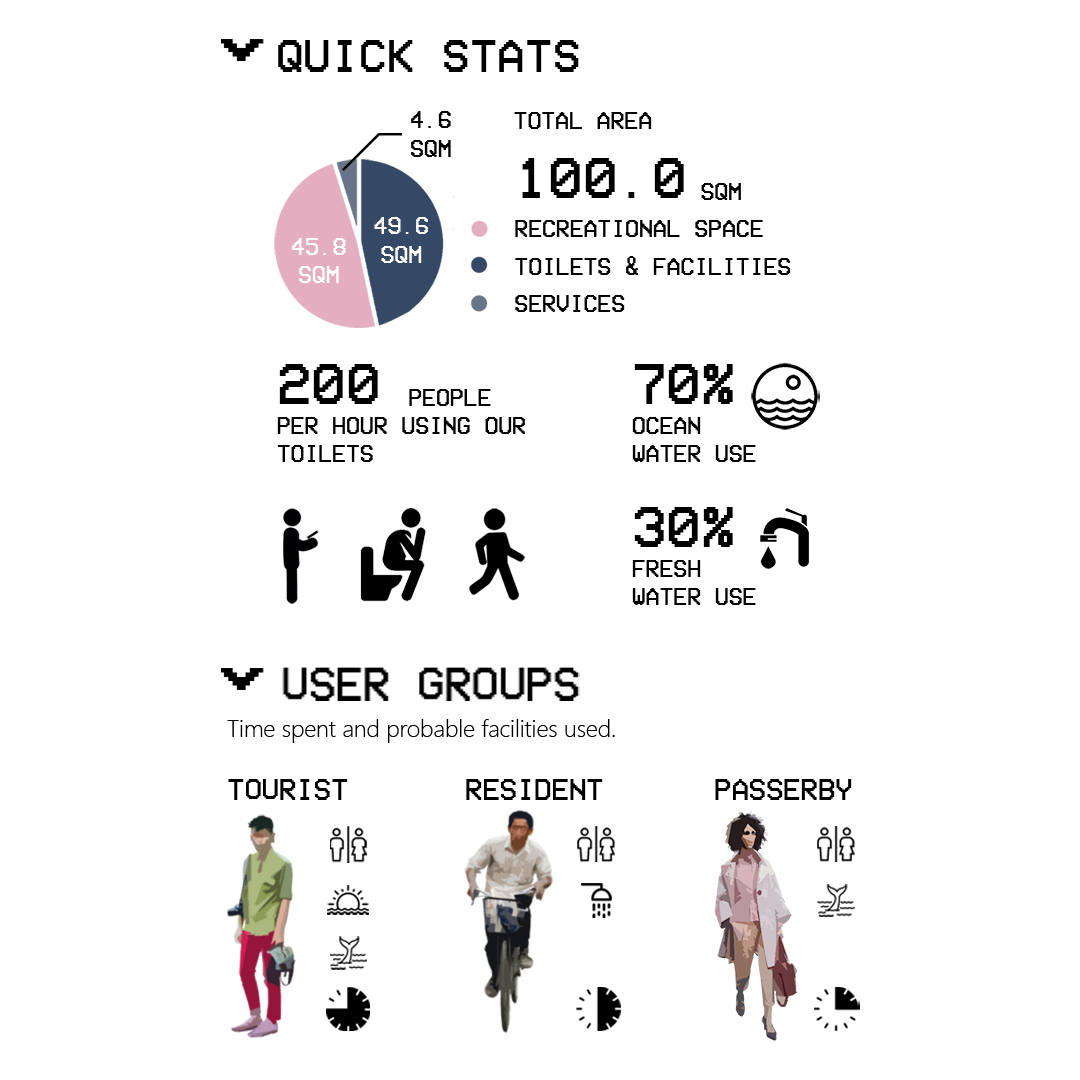 QUICK STATS
4.6
SQM
TOTAL AREA
100.0 SQM
49.6
SQM
45.8
SQM
RECREATIONAL SPACE
TOILETS & FACILITIES
SERVICES
200 PEOPLE
PER HOUR USING OUR
TOILETS
70%
OCEAN
WATER USE
30%
FRESH
WATER USE
USER GROUPS
Time spent and probable facilities used.
TOURIST
RESIDENT
PASSERBY